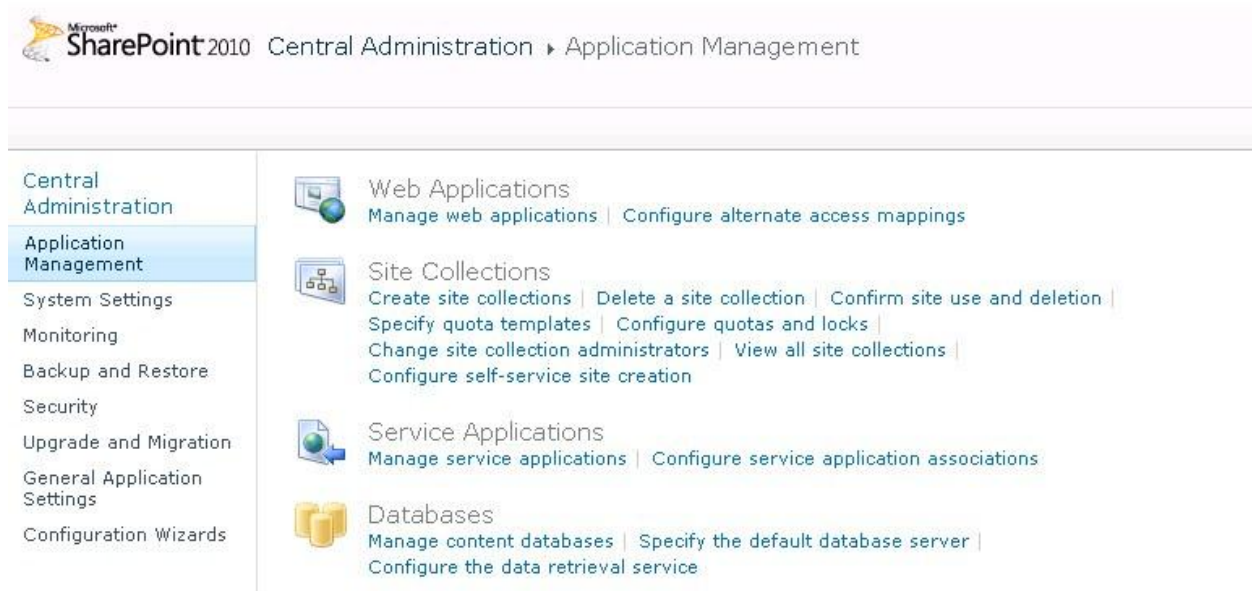 Microsoft®
SharePoint 2010 Central Administration ▸ Application Management
Central
Administration
Application
Management
System Settings
Monitoring
Backup and Restore
Security
Upgrade and Migration
General Application
Settings
Configuration Wizards
Web Applications
Manage web applications | Configure alternate access mappings
Site Collections
Create site collections | Delete a site collection | Confirm site use and deletion |
Specify quota templates | Configure quotas and locks |
Change site collection administrators | View all site collections |
Configure self-service site creation
Service Applications
Manage service applications | Configure service application associations
Databases
Manage content databases | Specify the default database server |
Configure the data retrieval service